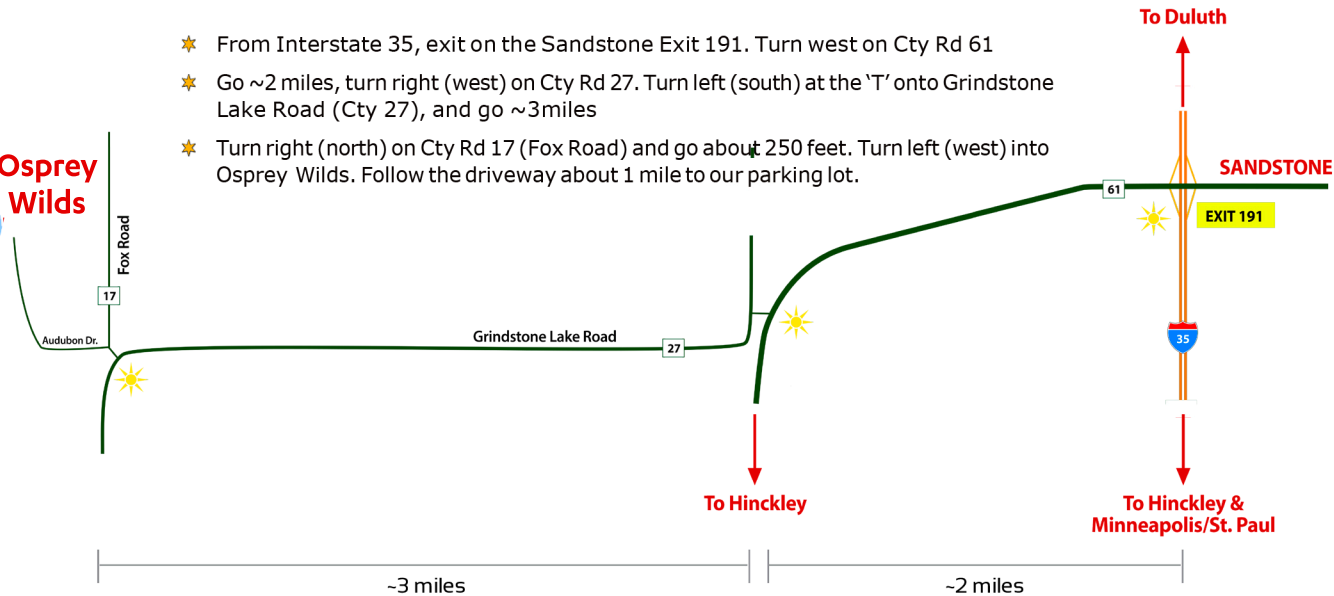 To Duluth
From Interstate 35, exit on the Sandstone Exit 191. Turn west on Cty Rd 61
Go ~2 miles, turn right (west) on Cty Rd 27. Turn left (south) at the ‘T’ onto Grindstone
Lake Road (Cty 27), and go ~3miles
Turn right (north) on Cty Rd 17 (Fox Road) and go about 250 feet. Turn left (west) into
Osprey Wilds. Follow the driveway about 1 mile to our parking lot.
Osprey
Wilds
SANDSTONE
61
EXIT 191
Fox Road
17
Audubon Dr.
Grindstone Lake Road
27
35
To Hinckley
To Hinckley &
Minneapolis/St. Paul
~3 miles
~2 miles